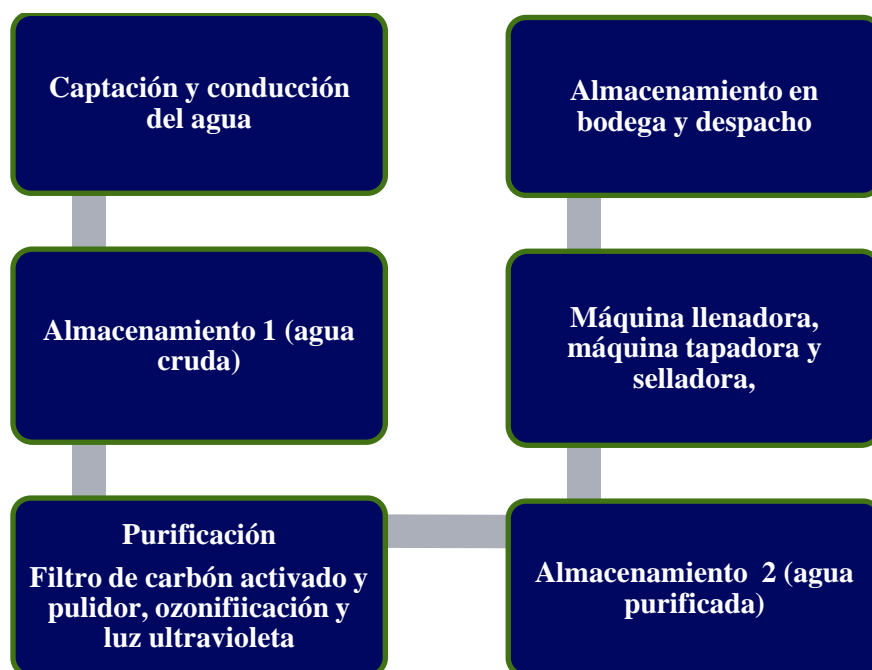 Captación y conducción
del agua
Almacenamiento 1 (agua
cruda)
Purificación
Filtro de carbón activado y
pulidor, ozonifiicación y
luz ultravioleta
Almacenamiento 2 (agua
purificada)
Máquina llenadora,
máquina tapadora y
selladora,
Almacenamiento en
bodega y despacho